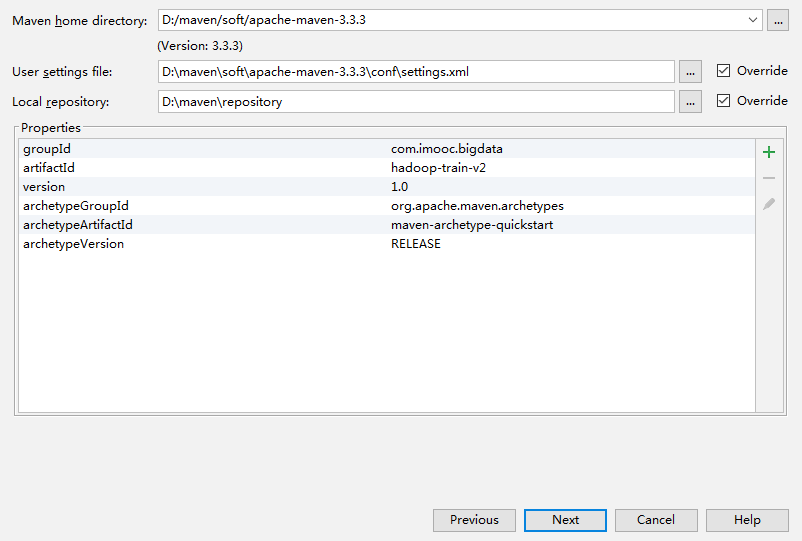 Maven home directory: D:/maven/soft/apache-maven-3.3.3 ...
(Version: 3.3.3)
User settings file: D:\maven\soft\apache-maven-3.3.3\conf\settings.xml ... Override
Local repository: D:\maven\repository ... Override
Properties
groupId com.imooc.bigdata
artifactId hadoop-train-v2
version 1.0
archetypeGroupId org.apache.maven.archetypes
archetypeArtifactId maven-archetype-quickstart
archetypeVersion RELEASE
Previous Next Cancel Help